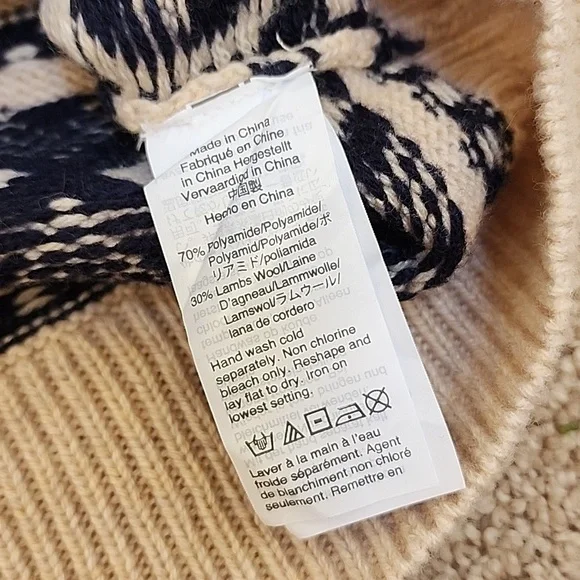 Made in China
Fabriqué en Chine
in China Hergestellt
Vervaardigd in China
中国製
Hecho en China
70% Polyamide/Polyamide/
Polyamid/Polyamide/ポ
リアミド/poliamida
30% Lambs Wool/Laine
D'agneau/Lammwolle/
Lamswol/ラムウール/
lana de cordero
Hand wash cold
separately. Non chlorine
bleach only. Reshape and
lay flat to dry. Iron on
lowest setting.
Laver à la main à l'eau
froide séparément. Agent
de blanchiment non chloré
seulement. Remettre en